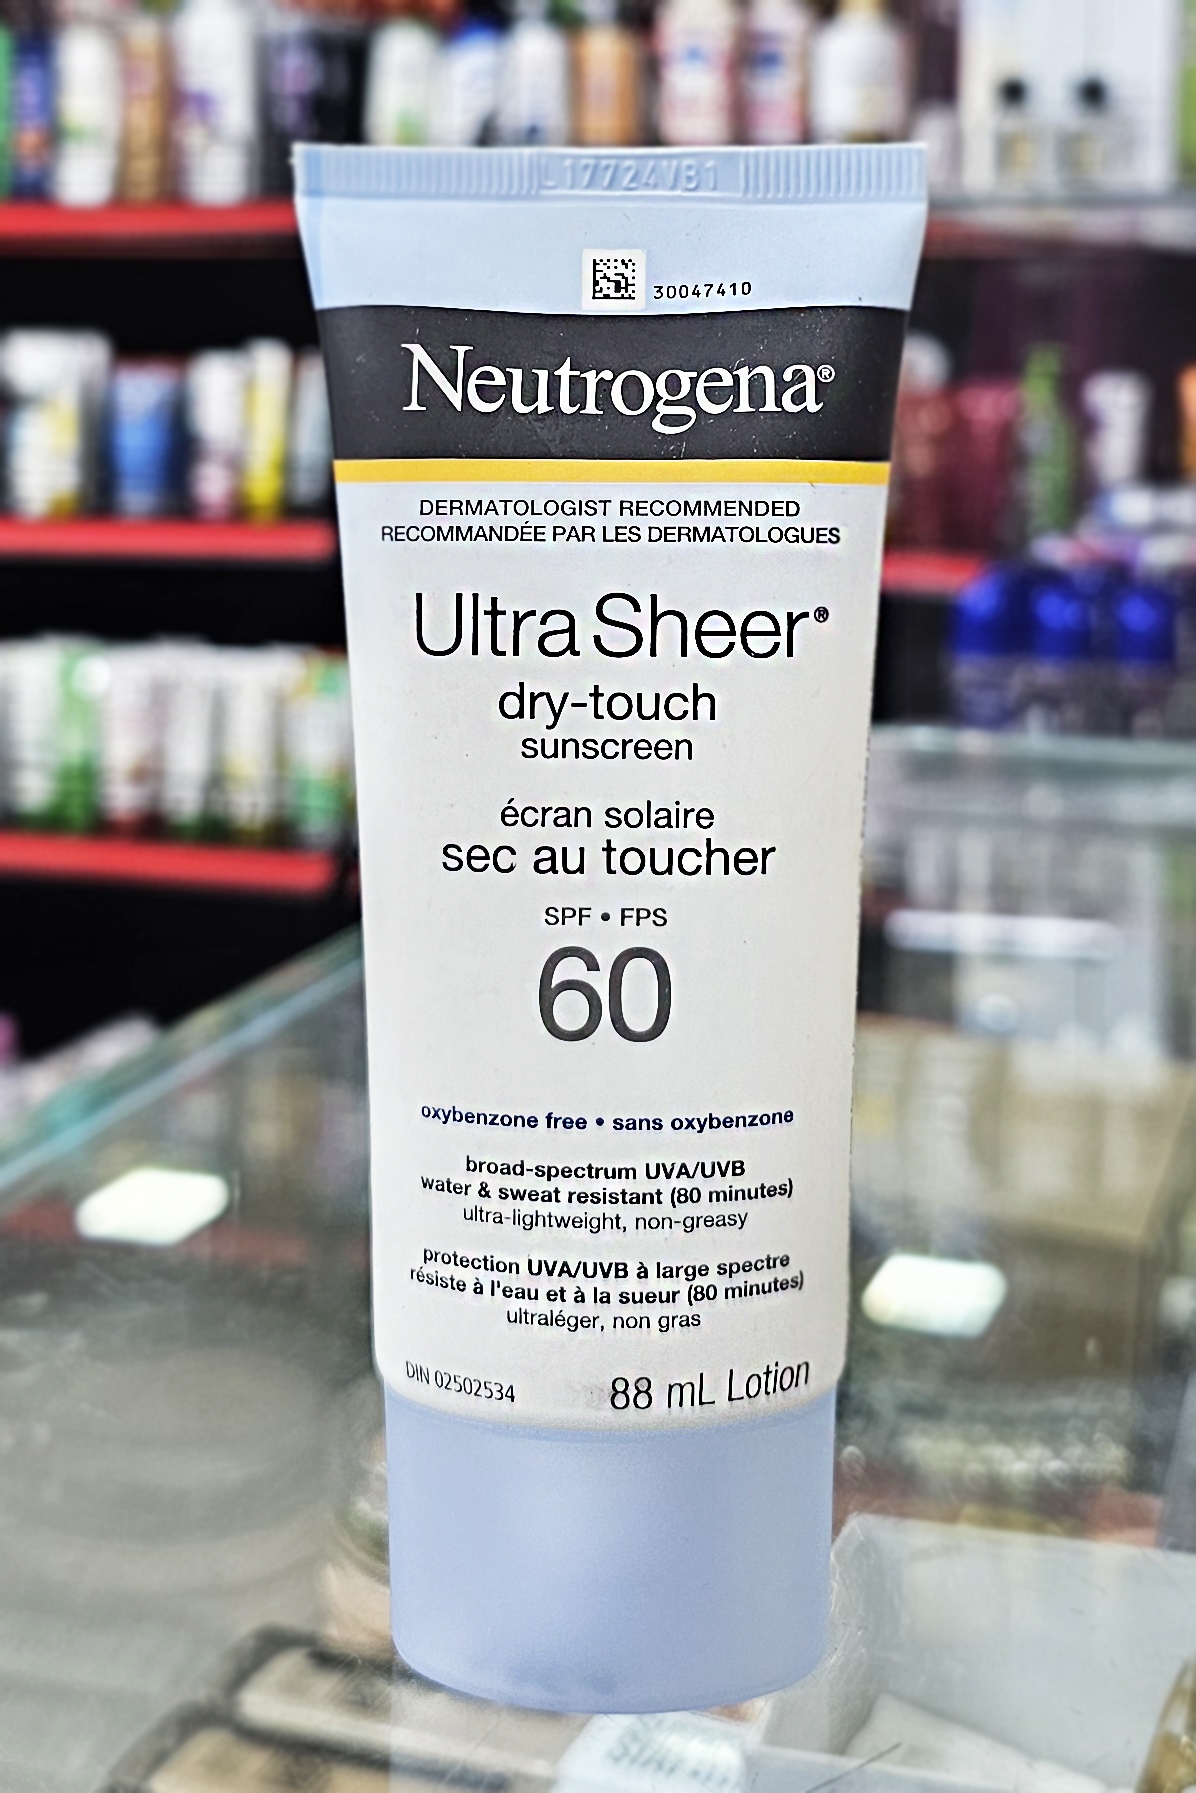 L17724VB1
30047410
Neutrogena®
DERMATOLOGIST RECOMMENDED
RECOMMANDÉE PAR LES DERMATOLOGUES
Ultra Sheer®
dry-touch
sunscreen
écran solaire
sec au toucher
SPF • FPS
60
oxybenzone free • sans oxybenzone
broad-spectrum UVA/UVB
water & sweat resistant (80 minutes)
ultra-lightweight, non-greasy
protection UVA/UVB à large spectre
résiste à l'eau et à la sueur (80 minutes)
ultraléger, non gras
DIN 02502534
88 mL Lotion